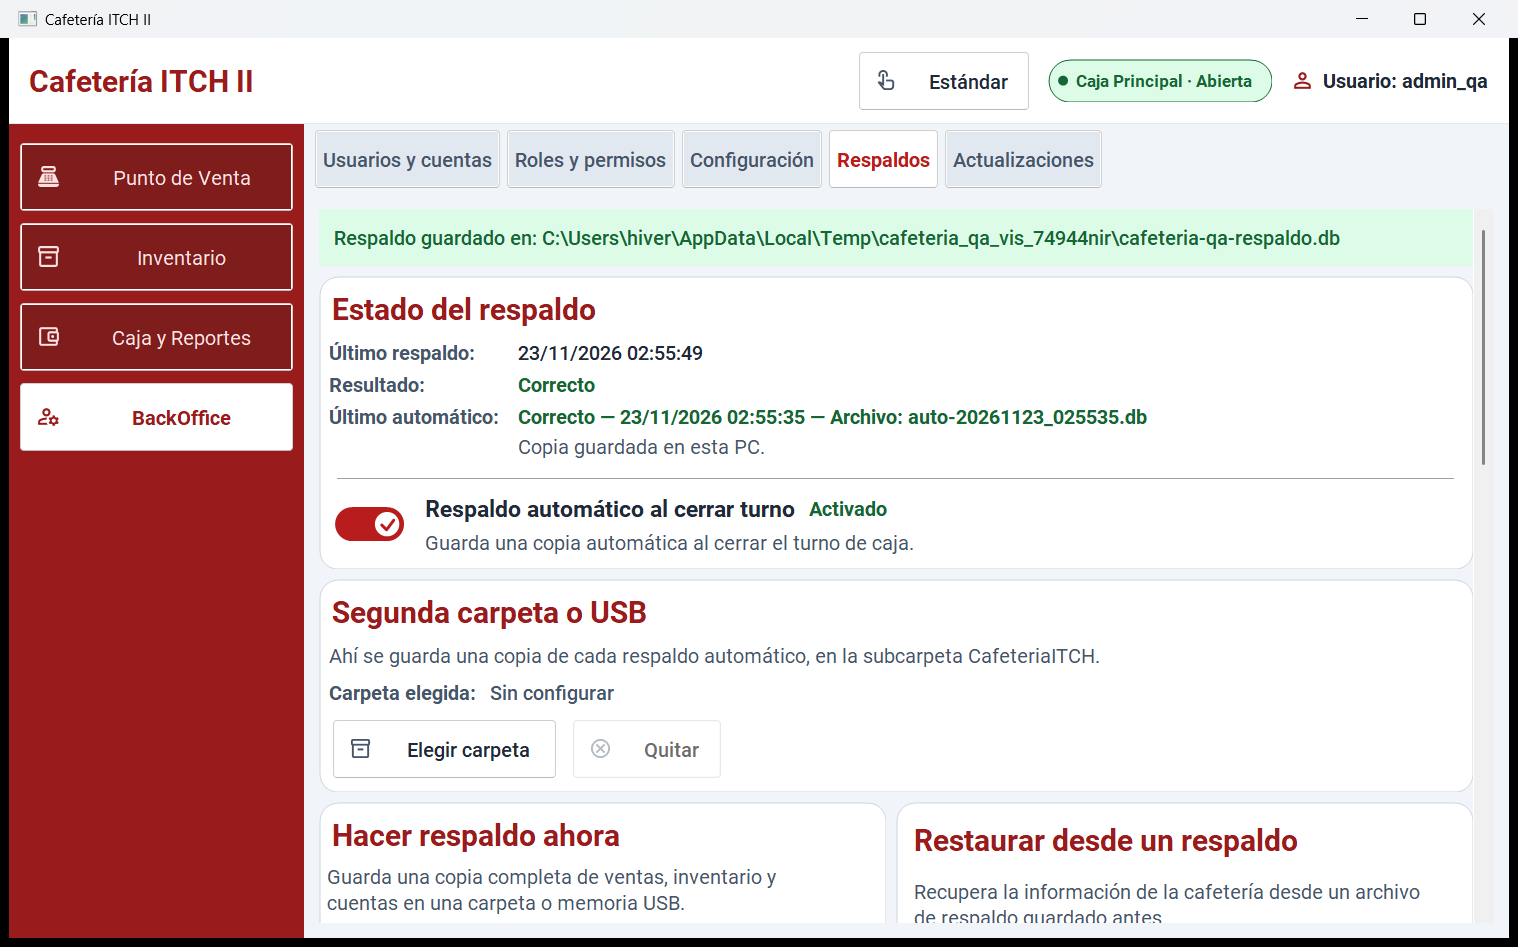 Cafetería ITCH II
Cafetería ITCH II
Estándar
Caja Principal · Abierta
Usuario: admin_qa
Punto de Venta
Inventario
Caja y Reportes
BackOffice
Usuarios y cuentas
Roles y permisos
Configuración
Respaldos
Actualizaciones
Respaldo guardado en: C:\Users\hiver\AppData\Local\Temp\cafeteria_qa_vis_74944nir\cafeteria-qa-respaldo.db
Estado del respaldo
Último respaldo: 23/11/2026 02:55:49
Resultado: Correcto
Último automático: Correcto — 23/11/2026 02:55:35 — Archivo: auto-20261123_025535.db
Copia guardada en esta PC.
Respaldo automático al cerrar turno Activado
Guarda una copia automática al cerrar el turno de caja.
Segunda carpeta o USB
Ahí se guarda una copia de cada respaldo automático, en la subcarpeta CafeteriaITCH.
Carpeta elegida: Sin configurar
Elegir carpeta
Quitar
Hacer respaldo ahora
Guarda una copia completa de ventas, inventario y
cuentas en una carpeta o memoria USB.
Restaurar desde un respaldo
Recupera la información de la cafetería desde un archivo
de respaldo guardado antes